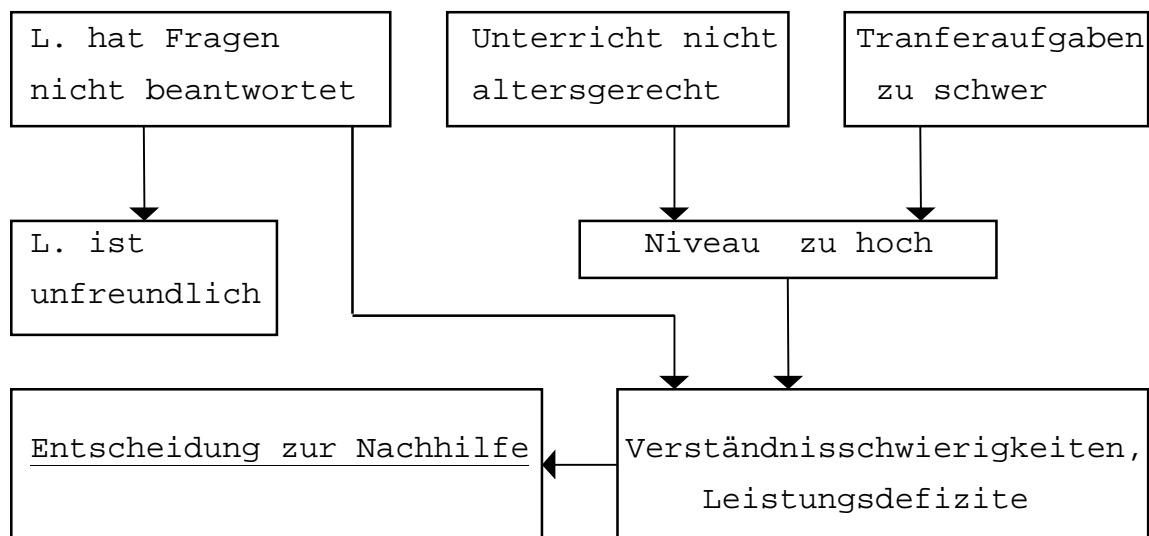 L. hat Fragen
nicht beantwortet
Unterricht nicht
altersgerecht
Tranferaufgaben
zu schwer
L. ist
unfreundlich
Niveau zu hoch
Entscheidung zur Nachhilfe
Verständnisschwierigkeiten,
Leistungsdefizite